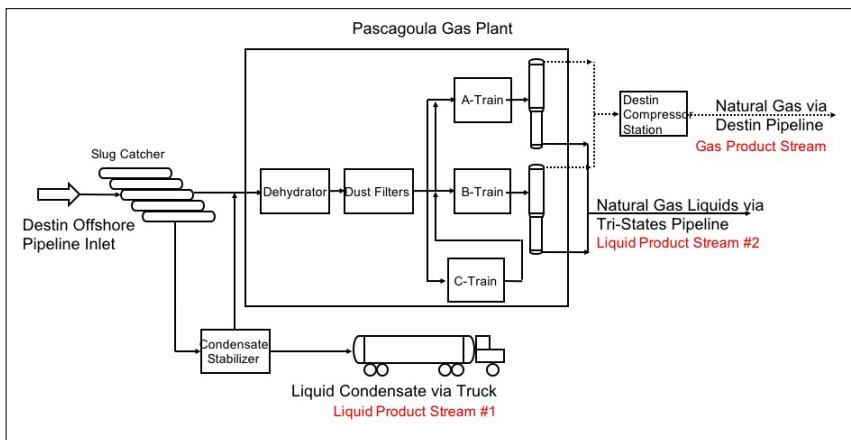 Pascagoula Gas Plant
A-Train
Destin
Compressor
Station
Natural Gas via
Destin Pipeline
Gas Product Stream
Slug Catcher
Dehydrator
Dust Filters
B-Train
Destin Offshore
Pipeline Inlet
Natural Gas Liquids via
Tri-States Pipeline
Liquid Product Stream #2
C-Train
Condensate
Stabilizer
Liquid Condensate via Truck
Liquid Product Stream #1